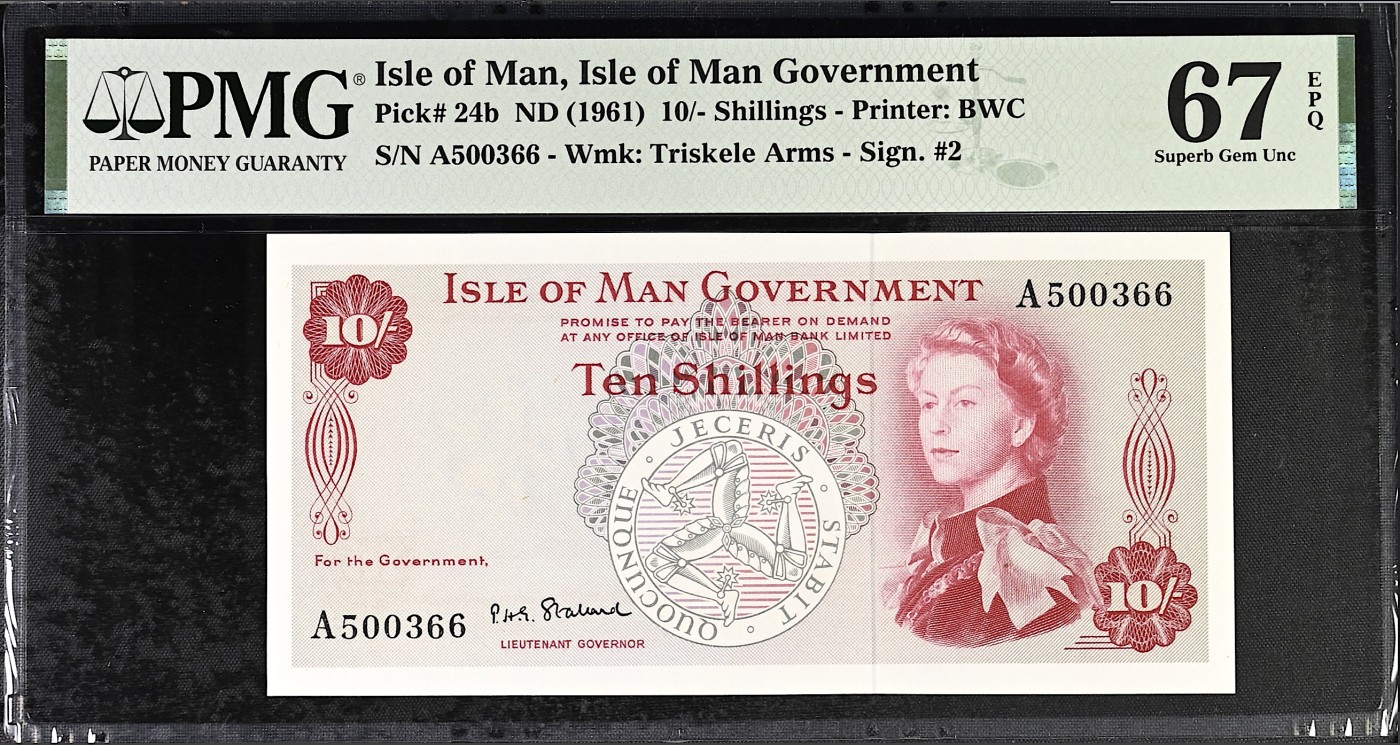 PMG®
PAPER MONEY GUARANTY
Isle of Man, Isle of Man Government
Pick# 24b ND (1961) 10/- Shillings - Printer: BWC
S/N A500366 - Wmk: Triskele Arms - Sign. #2
67
EPQ
Superb Gem Unc
ISLE OF MAN GOVERNMENT
A500366
10/-
PROMISE TO PAY THE BEARER ON DEMAND
AT ANY OFFICE OF ISLE OF MAN BANK LIMITED
Ten Shillings
QUOCUNQUE · JECERIS · STABIT ·
For the Government,
10/-
A500366
P.H.G. Stallard
LIEUTENANT GOVERNOR